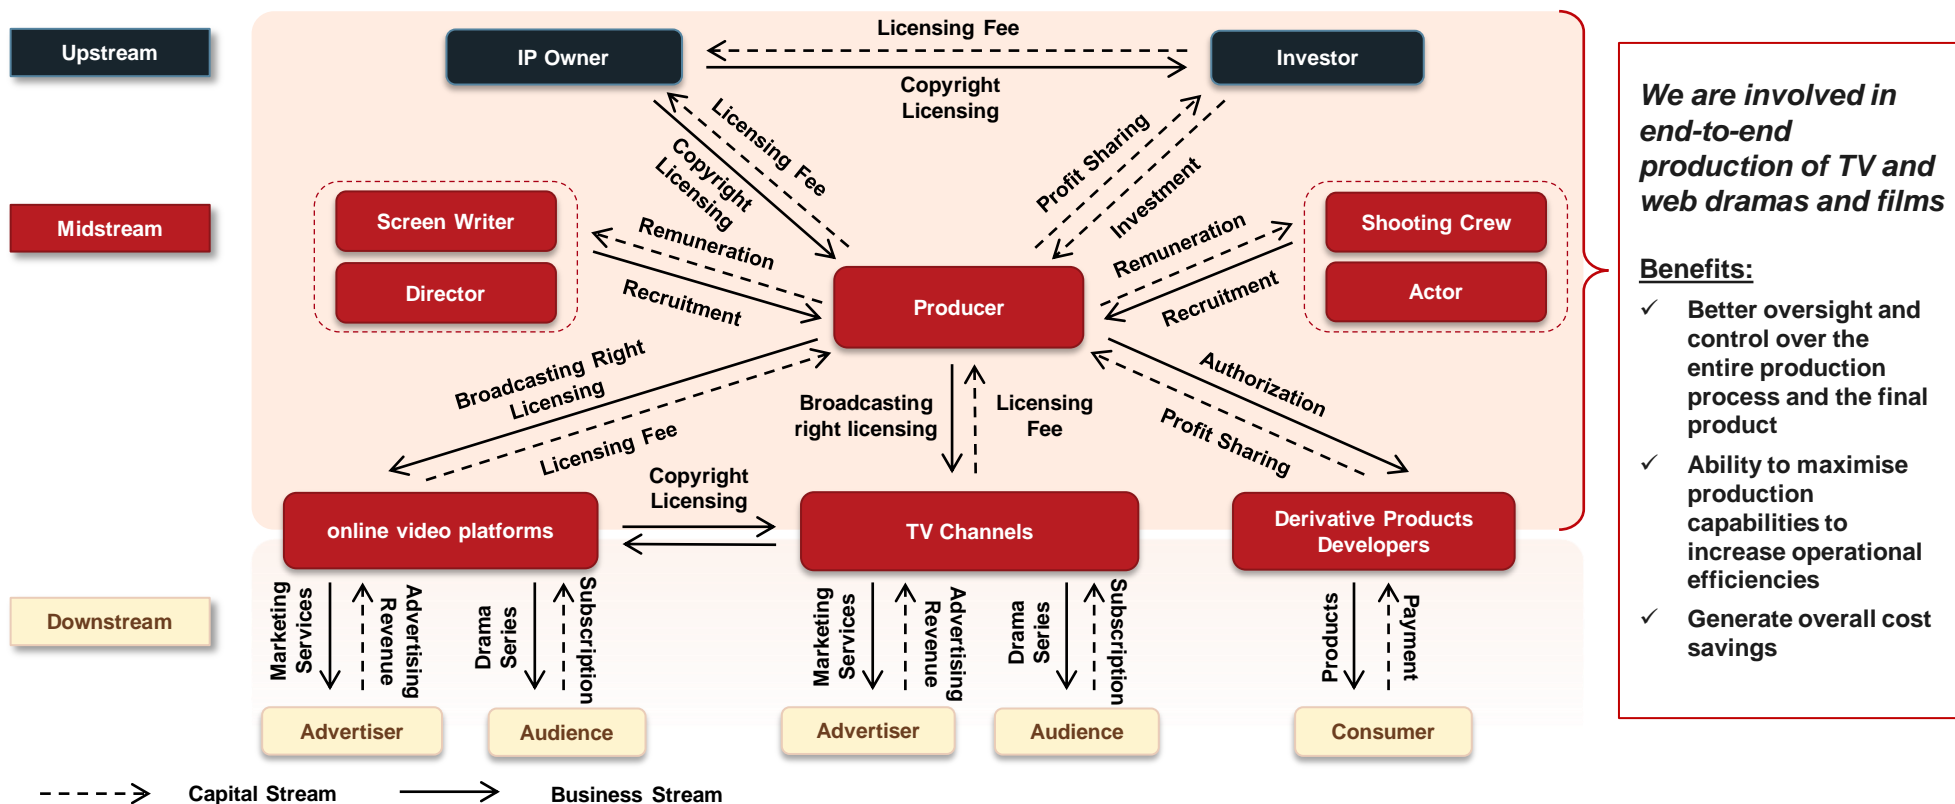 Upstream
IP Owner
Licensing Fee
Copyright
Licensing
Investor
Licensing Fee
Copyright
Licensing
Profit Sharing
Investment
Midstream
Screen Writer
Director
Remuneration
Recruitment
Producer
Remuneration
Recruitment
Shooting Crew
Actor
Broadcasting Right
Licensing
Licensing Fee
Broadcasting
right licensing
Licensing
Fee
Authorization
Profit Sharing
online video platforms
Copyright
Licensing
TV Channels
Derivative Products
Developers
Downstream
Marketing
Services
Advertising
Revenue
Drama
Series
Subscription
Marketing
Services
Advertising
Revenue
Drama
Series
Subscription
Products
Payment
Advertiser
Audience
Advertiser
Audience
Consumer
Capital Stream
Business Stream
We are involved in
end-to-end
production of TV and
web dramas and films
Benefits:
✓ Better oversight and
control over the
entire production
process and the final
product
✓ Ability to maximise
production
capabilities to
increase operational
efficiencies
✓ Generate overall cost
savings